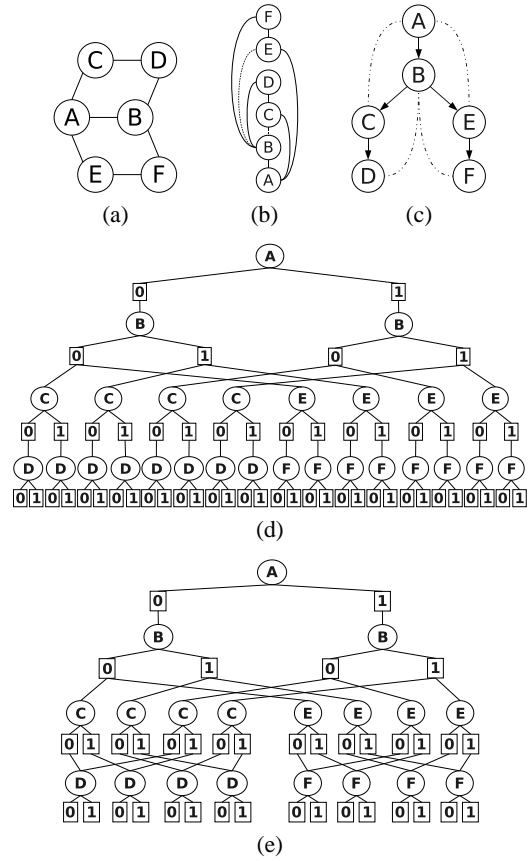 C D
A B
E F
(a)
F
E
D
C
B
A
(b)
A
B
C E
D F
(c)
A
0 1
B B
0 1 0 1
C C C C E E E E
0 1 0 1 0 1 0 1 0 1 0 1 0 1 0 1
D D D D D D D D F F F F F F F F
0 1 0 1 0 1 0 1 0 1 0 1 0 1 0 1 0 1 0 1 0 1 0 1 0 1 0 1 0 1 0 1
(d)
A
0 1
B B
0 1 0 1
C C C C E E E E
0 1 0 1 0 1 0 1 0 1 0 1 0 1 0 1
D D D D F F F F
0 1 0 1 0 1 0 1 0 1 0 1 0 1 0 1
(e)